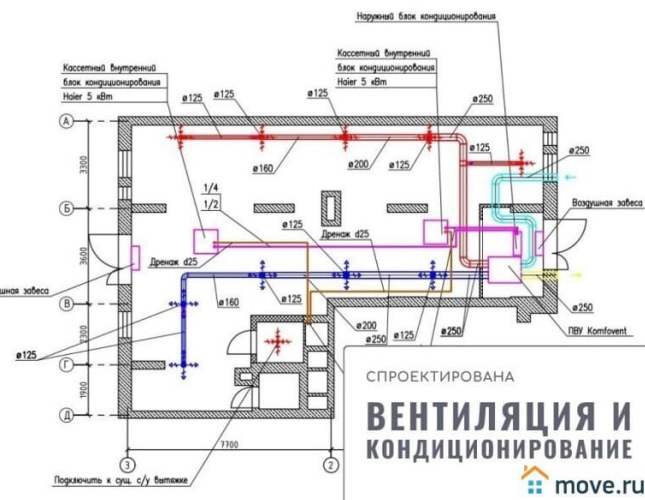 Наружный блок кондиционирования
Кассетный внутренний
блок кондиционирования
Haier 5 кВт
Кассетный внутренний
блок кондиционирования
Haier 5 кВт
ø125
ø125
ø125
ø250
А
ø125
ø250
ø160
ø200
ø125
3300
1/4
1/2
Б
ø125
Дренаж d25
Воздушная завеса
3600
Дренаж d25
шная завеса
ø160
ø125
В
ø200
ø125
ø250
ø250
ø250
2300
ПВУ Komfovent
ø125
Г
1900
Д
7700
3
2
Подключить к сущ. с/у вытяжке
СПРОЕКТИРОВАНА
ВЕНТИЛЯЦИЯ И
КОНДИЦИОНИРОВАНИЕ
move.ru